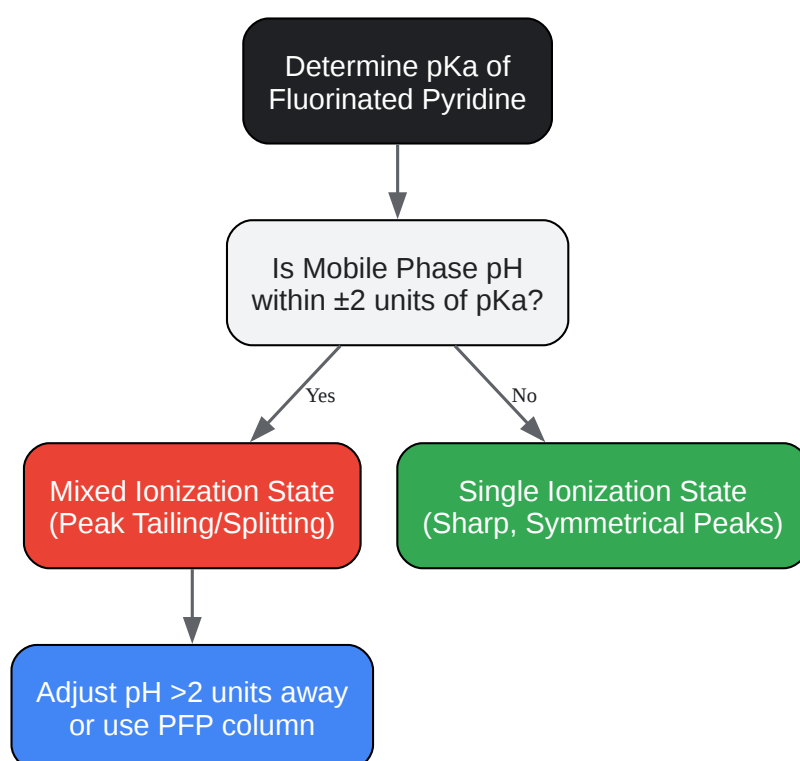 Determine pKa of
Fluorinated Pyridine
Is Mobile Phase pH
within ±2 units of pKa?
Yes
No
Mixed Ionization State
(Peak Tailing/Splitting)
Single Ionization State
(Sharp, Symmetrical Peaks)
Adjust pH >2 units away
or use PFP column